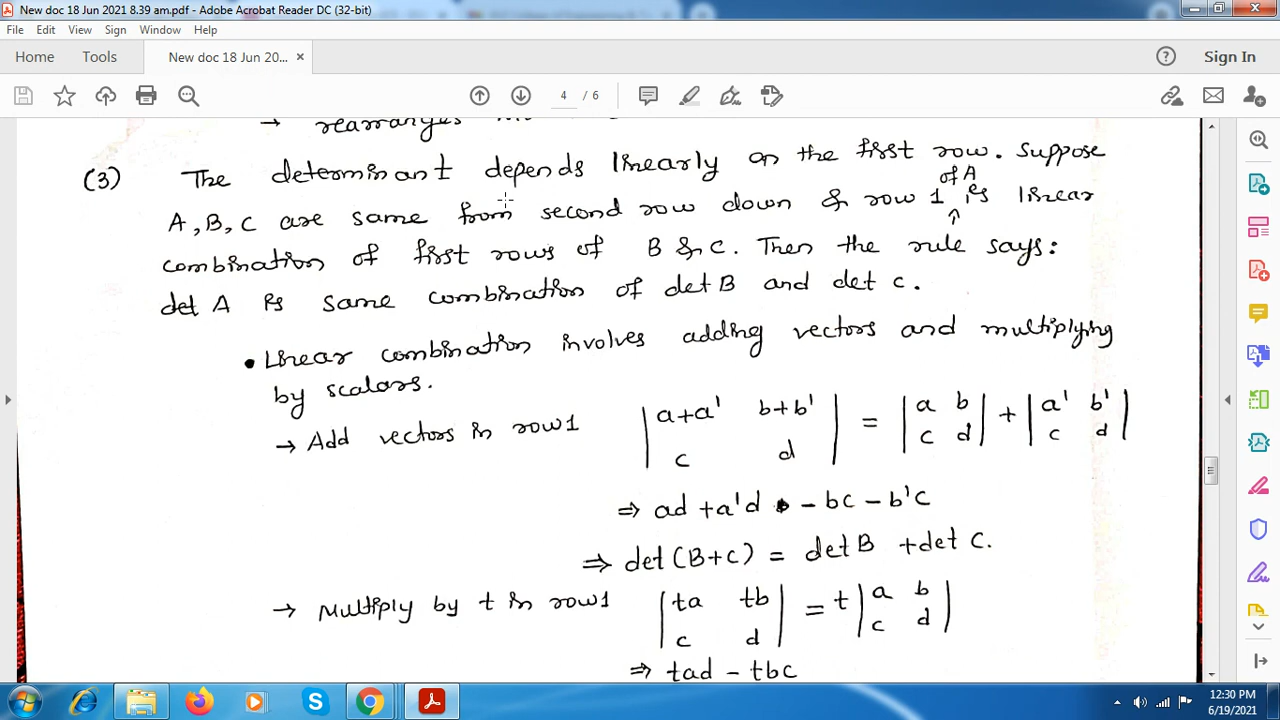 New doc 18 Jun 2021 8.39 am.pdf - Adobe Acrobat Reader DC (32-bit)
File Edit View Sign Window Help
Home Tools New doc 18 Jun 20... × Sign In
4 / 6
→ rearranges
(3) The determinant depends linearly on the first row. Suppose
of A
A, B, C are same from second row down & row 1 ↑ is linear
combination of first rows of B & C. Then the rule says:
det A is same combination of det B and det C.
• Linear combination involves adding vectors and multiplying
by scalars.
→ Add vectors in row 1 | a+a' b+b' | = | a b | + | a' b' |
| c d | | c d | | c d |
⇒ ad + a'd - bc - b'c
⇒ det (B+C) = det B + det C.
→ Multiply by t in row 1 | ta tb | = t | a b |
| c d | | c d |
⇒ tad - tbc
12:30 PM
6/19/2021